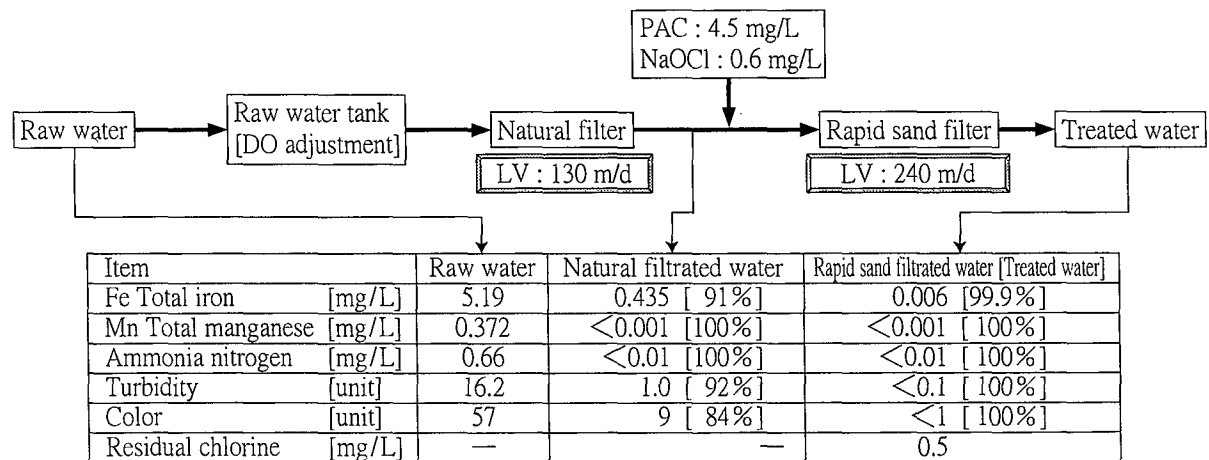 PAC : 4.5 mg/L
NaOCl : 0.6 mg/L
Raw water
Raw water tank
[DO adjustment]
Natural filter
Rapid sand filter
Treated water
LV : 130 m/d
LV : 240 m/d
Item Raw water Natural filtrated water Rapid sand filtrated water [Treated water]
Fe Total iron [mg/L] 5.19 0.435 [ 91%] 0.006 [99.9%]
Mn Total manganese [mg/L] 0.372 <0.001 [100%] <0.001 [ 100%]
Ammonia nitrogen [mg/L] 0.66 <0.01 [100%] <0.01 [ 100%]
Turbidity [unit] 16.2 1.0 [ 92%] <0.1 [ 100%]
Color [unit] 57 9 [ 84%] <1 [ 100%]
Residual chlorine [mg/L] — — 0.5